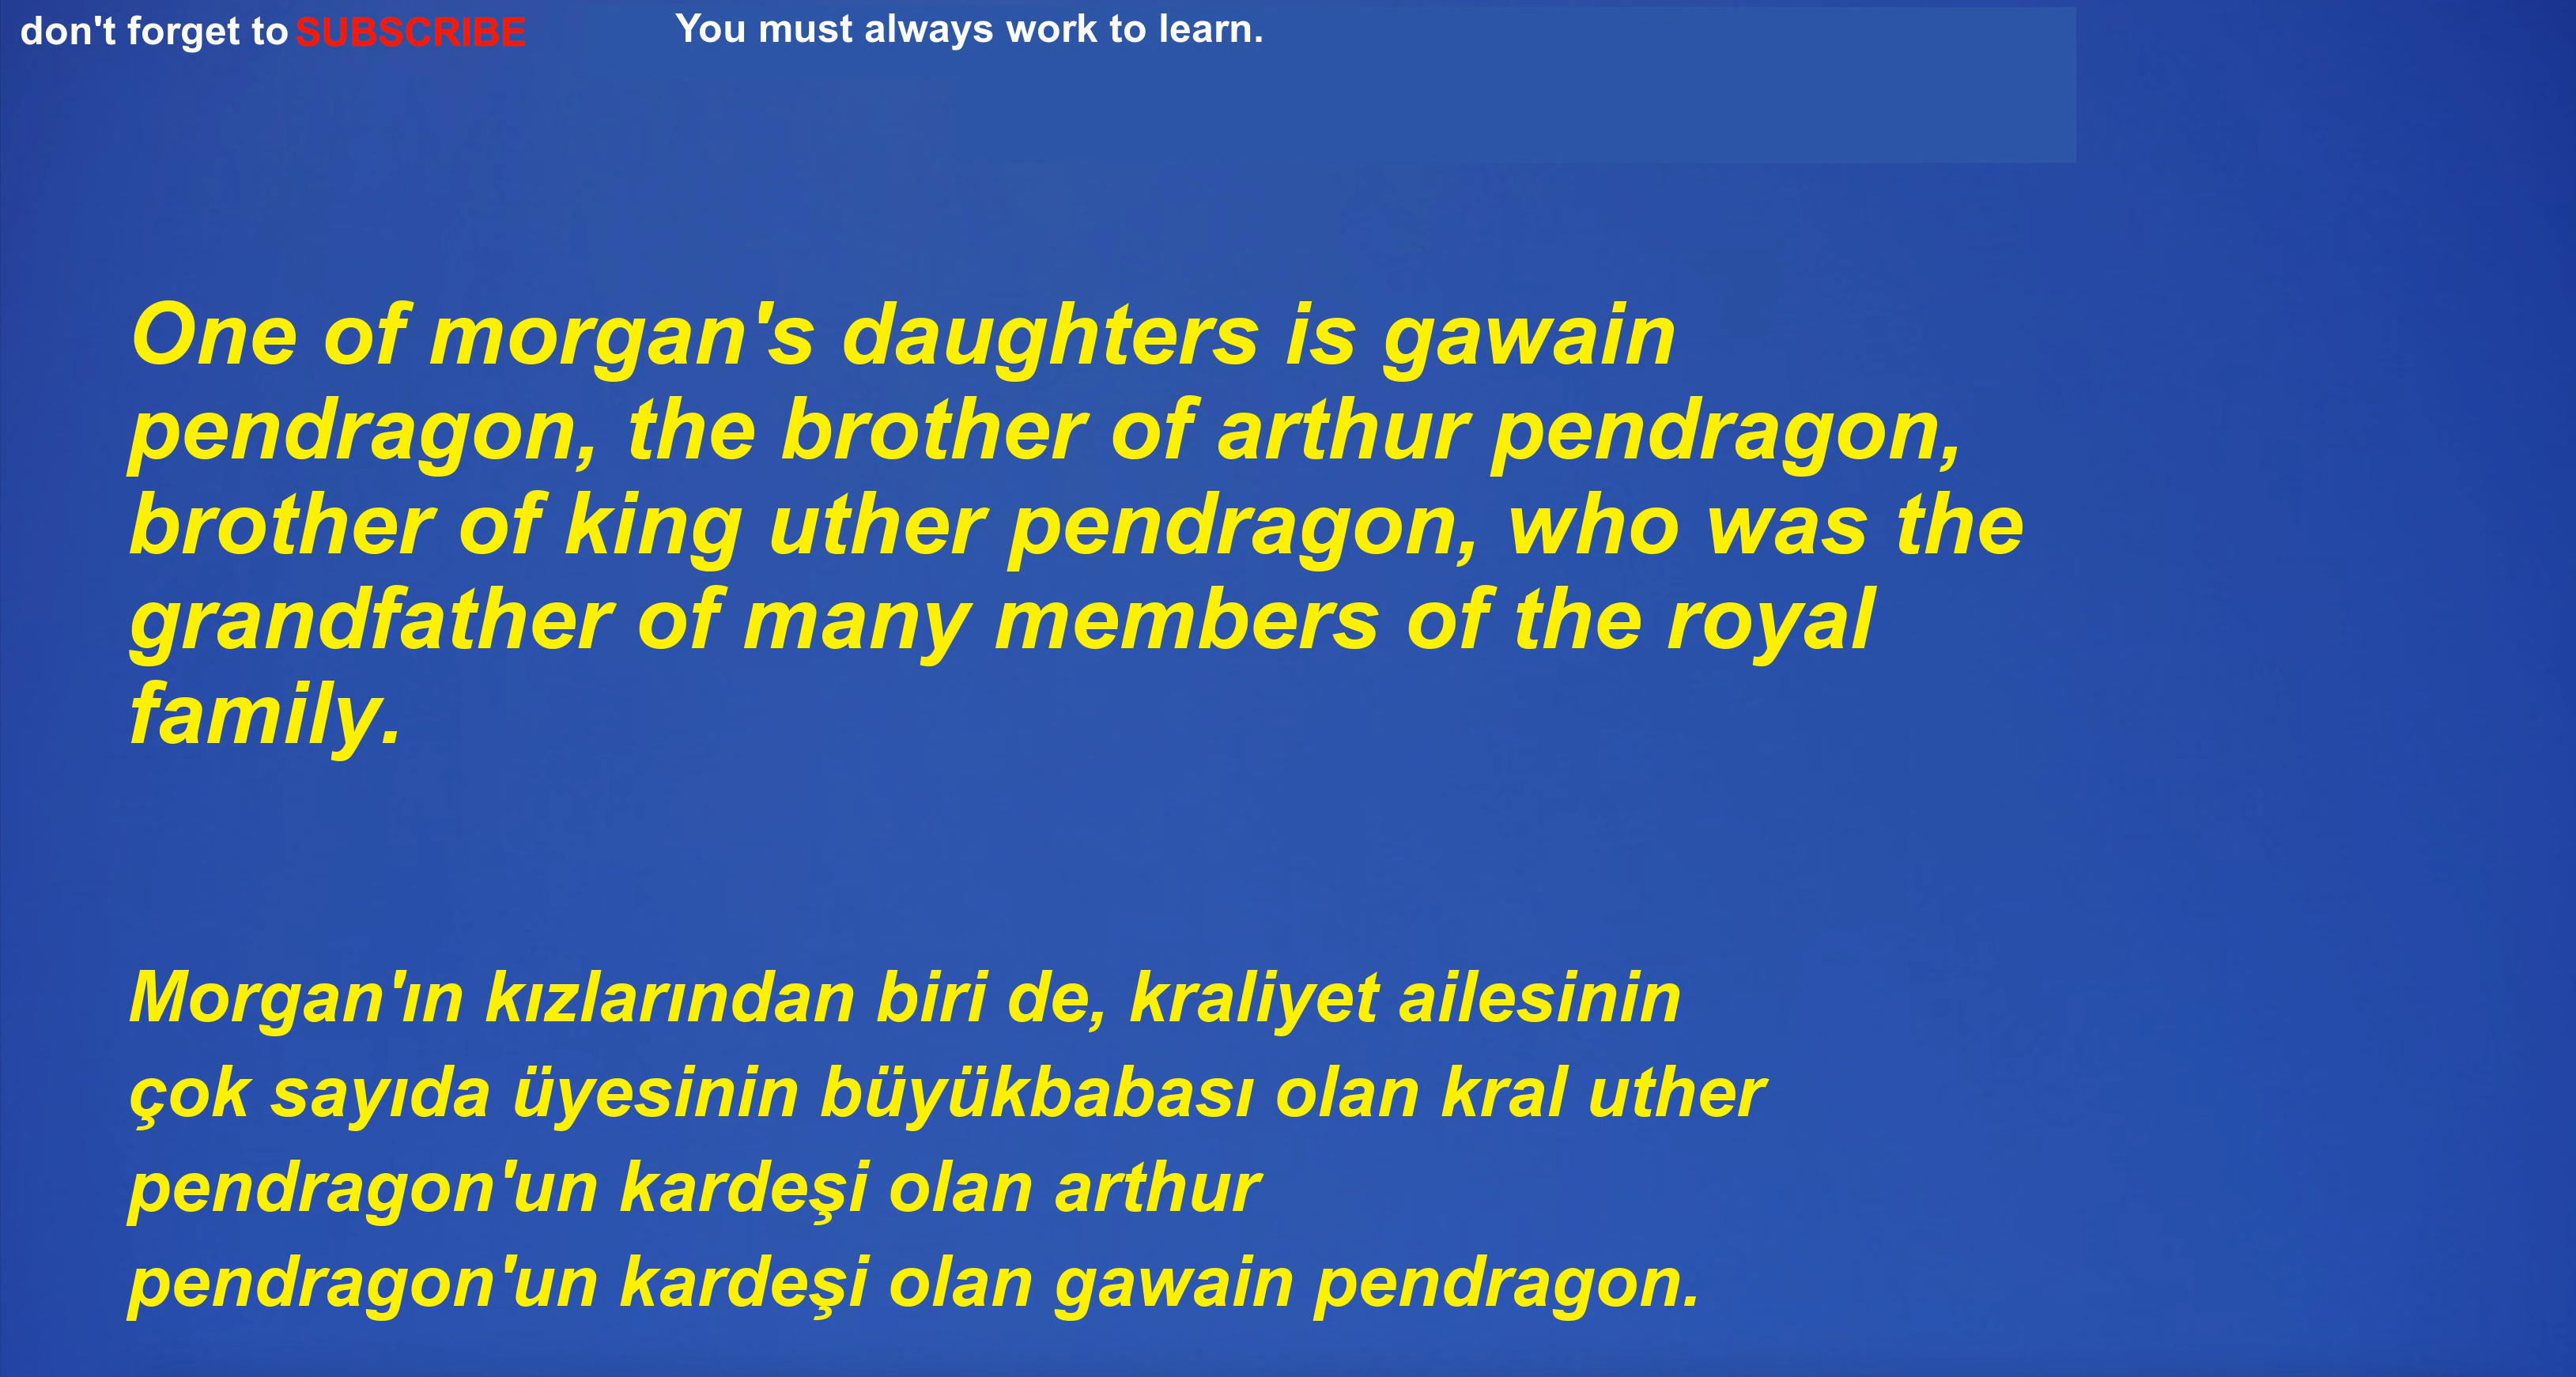 don't forget to SUBSCRIBE You must always work to learn.
One of morgan's daughters is gawain
pendragon, the brother of arthur pendragon,
brother of king uther pendragon, who was the
grandfather of many members of the royal
family.
Morgan'ın kızlarından biri de, kraliyet ailesinin
çok sayıda üyesinin büyükbabası olan kral uther
pendragon'un kardeşi olan arthur
pendragon'un kardeşi olan gawain pendragon.